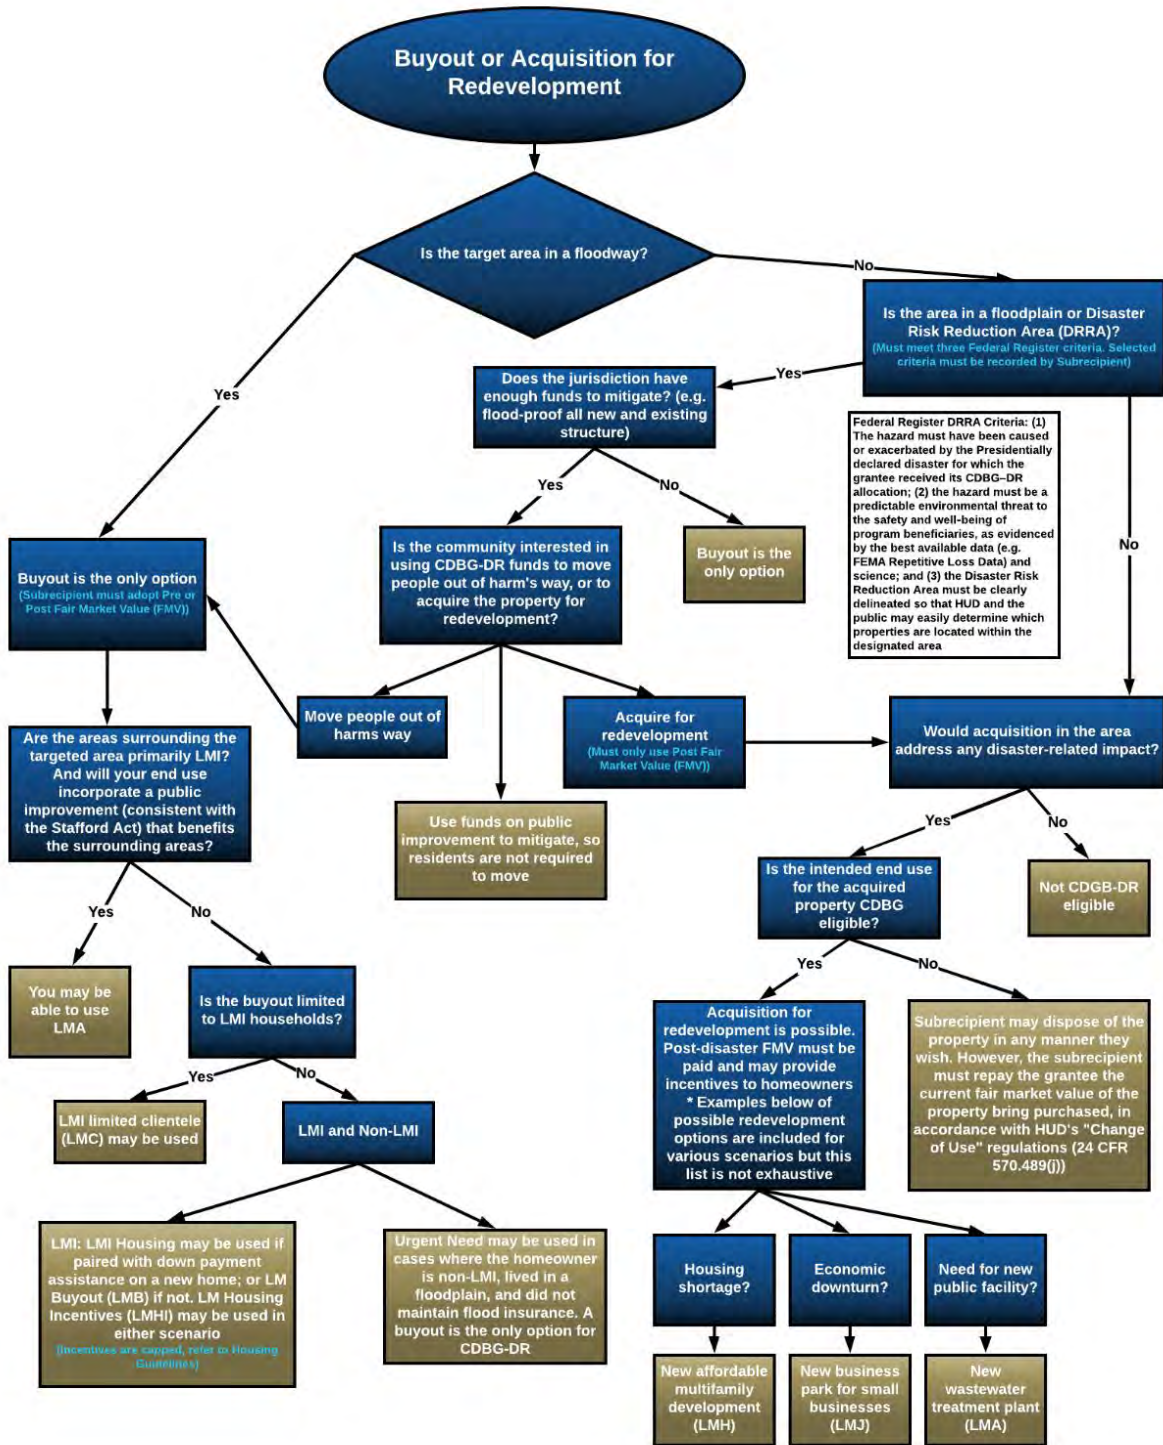 Buyout or Acquisition for
Redevelopment
Is the target area in a floodway?
No
Is the area in a floodplain or Disaster
Risk Reduction Area (DRRA)?
(Must meet three Federal Register criteria. Selected
criteria must be recorded by Subrecipient)
Yes
Yes
Does the jurisdiction have
enough funds to mitigate? (e.g.
flood-proof all new and existing
structure)
Federal Register DRRA Criteria: (1)
The hazard must have been caused
or exacerbated by the Presidentially
declared disaster for which the
grantee received its CDBG–DR
allocation; (2) the hazard must be a
predictable environmental threat to
the safety and well-being of
program beneficiaries, as evidenced
by the best available data (e.g.
FEMA Repetitive Loss Data) and
science; and (3) the Disaster Risk
Reduction Area must be clearly
delineated so that HUD and the
public may easily determine which
properties are located within the
designated area
Yes
No
No
Buyout is the only option
(Subrecipient must adopt Pre or
Post Fair Market Value (FMV))
Is the community interested in
using CDBG-DR funds to move
people out of harm's way, or to
acquire the property for
redevelopment?
Buyout is the
only option
Move people out of
harms way
Acquire for
redevelopment
(Must only use Post Fair
Market Value (FMV))
Would acquisition in the area
address any disaster-related impact?
Are the areas surrounding the
targeted area primarily LMI?
And will your end use
incorporate a public
improvement (consistent with
the Stafford Act) that benefits
the surrounding areas?
Use funds on public
improvement to mitigate, so
residents are not required
to move
Yes
No
Is the intended end use
for the acquired
property CDBG
eligible?
Not CDGB-DR
eligible
Yes
No
You may be
able to use
LMA
Is the buyout limited
to LMI households?
Yes
No
Acquisition for
redevelopment is possible.
Post-disaster FMV must be
paid and may provide
incentives to homeowners
* Examples below of
possible redevelopment
options are included for
various scenarios but this
list is not exhaustive
Subrecipient may dispose of the
property in any manner they
wish. However, the subrecipient
must repay the grantee the
current fair market value of the
property bring purchased, in
accordance with HUD's "Change
of Use" regulations (24 CFR
570.489(j))
Yes
No
LMI limited clientele
(LMC) may be used
LMI and Non-LMI
LMI: LMI Housing may be used if
paired with down payment
assistance on a new home; or LM
Buyout (LMB) if not. LM Housing
Incentives (LMHI) may be used in
either scenario
(Incentives are capped, refer to Housing
Guidelines)
Urgent Need may be used in
cases where the homeowner
is non-LMI, lived in a
floodplain, and did not
maintain flood insurance. A
buyout is the only option for
CDBG-DR
Housing
shortage?
Economic
downturn?
Need for new
public facility?
New affordable
multifamily
development
(LMH)
New business
park for small
businesses
(LMJ)
New
wastewater
treatment plant
(LMA)